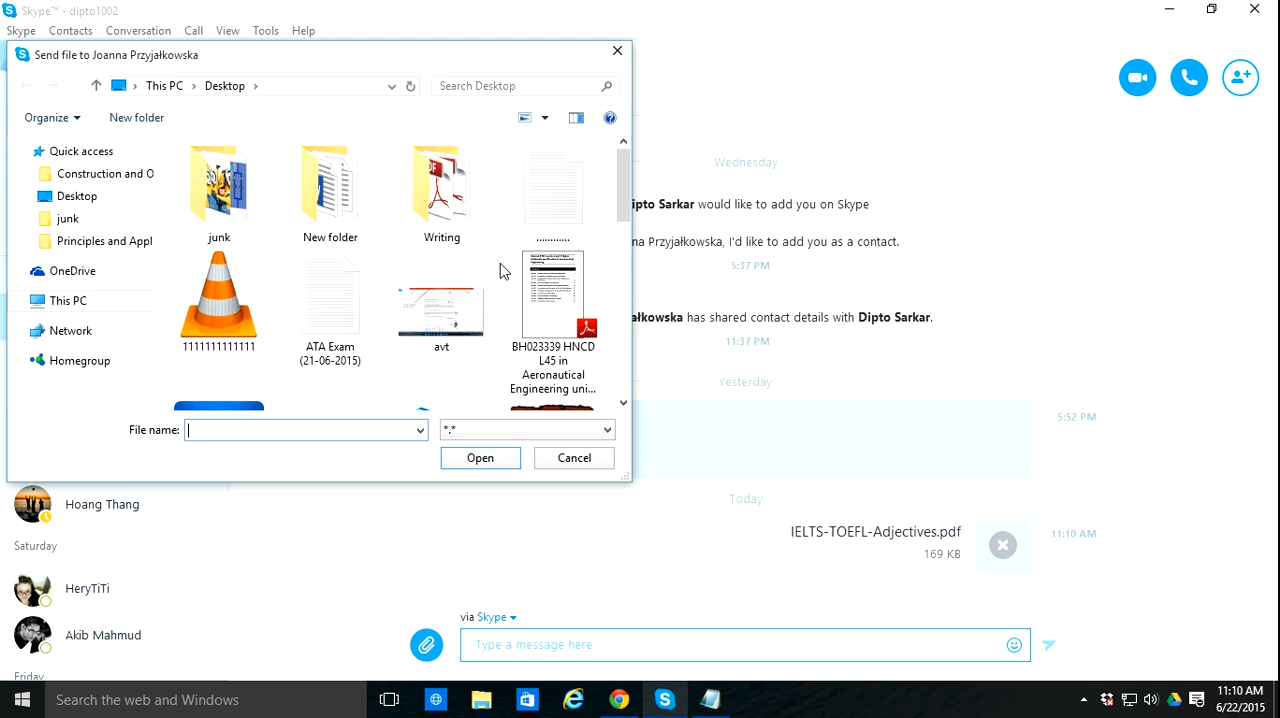 Skype™ - dipto1002
Skype Contacts Conversation Call View Tools Help
Send file to Joanna Przyjałkowska
This PC › Desktop ›
Search Desktop
Organize
New folder
Quick access
Construction and O
Desktop
junk
Principles and Appl
OneDrive
This PC
Network
Homegroup
junk
New folder
Writing
............
1111111111111
ATA Exam
(21-06-2015)
avt
BH023339 HNCD
L45 in
Aeronautical
Engineering uni...
File name:
*.*
Open
Cancel
Wednesday
ipto Sarkar would like to add you on Skype
na Przyjałkowska, I'd like to add you as a contact.
5:37 PM
ałkowska has shared contact details with Dipto Sarkar.
11:37 PM
Yesterday
5:52 PM
Today
IELTS-TOEFL-Adjectives.pdf
169 KB
11:10 AM
Hoang Thang
Saturday
HeryTiTi
Akib Mahmud
Friday
via Skype
Type a message here
Search the web and Windows
11:10 AM
6/22/2015